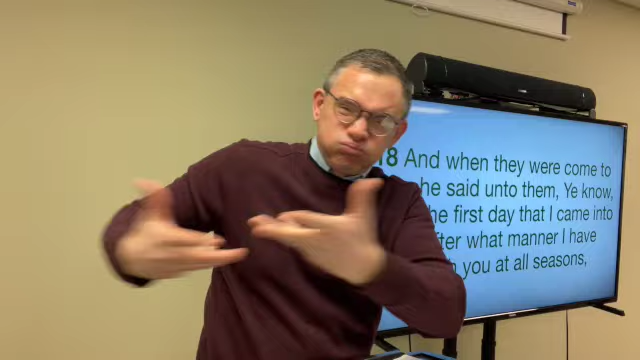 18 And when they were come to
he said unto them, Ye know,
he first day that I came into
fter what manner I have
you at all seasons,